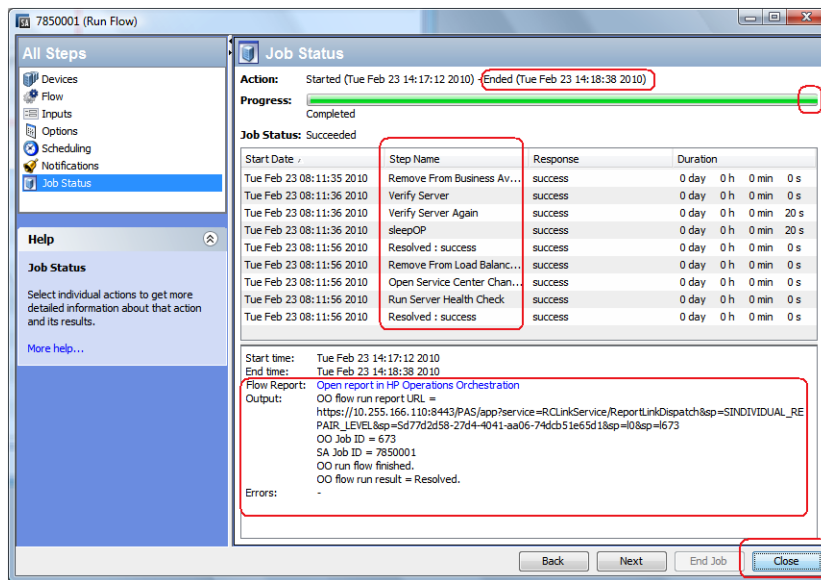 7850001 (Run Flow)
All Steps
Devices
Flow
Inputs
Options
Scheduling
Notifications
Job Status
Help
Job Status
Select individual actions to get more
detailed information about that action
and its results.
More help...
Job Status
Action: Started (Tue Feb 23 14:17:12 2010) - Ended (Tue Feb 23 14:18:38 2010)
Progress:
Completed
Job Status: Succeeded
Start Date Step Name Response Duration
Tue Feb 23 08:11:35 2010 Remove From Business Av... success 0 day 0 h 0 min 0 s
Tue Feb 23 08:11:36 2010 Verify Server success 0 day 0 h 0 min 0 s
Tue Feb 23 08:11:36 2010 Verify Server Again success 0 day 0 h 0 min 20 s
Tue Feb 23 08:11:36 2010 sleepOP success 0 day 0 h 0 min 20 s
Tue Feb 23 08:11:56 2010 Resolved : success success 0 day 0 h 0 min 0 s
Tue Feb 23 08:11:56 2010 Remove From Load Balanc... success 0 day 0 h 0 min 0 s
Tue Feb 23 08:11:56 2010 Open Service Center Chan... success 0 day 0 h 0 min 0 s
Tue Feb 23 08:11:56 2010 Run Server Health Check success 0 day 0 h 0 min 0 s
Tue Feb 23 08:11:56 2010 Resolved : success success 0 day 0 h 0 min 0 s
Start time: Tue Feb 23 14:17:12 2010
End time: Tue Feb 23 14:18:38 2010
Flow Report: Open report in HP Operations Orchestration
Output: OO flow run report URL =
https://10.255.166.110:8443/PAS/app?service=RCLinkService/ReportLinkDispatch&sp=SINDIVIDUAL_RE
PAIR_LEVEL&sp=Sd77d2d58-27d4-4041-aa06-74dcb51e65d1&sp=l0&sp=l673
OO Job ID = 673
SA Job ID = 7850001
OO run flow finished.
OO flow run result = Resolved.
Errors: -
Back Next End Job Close